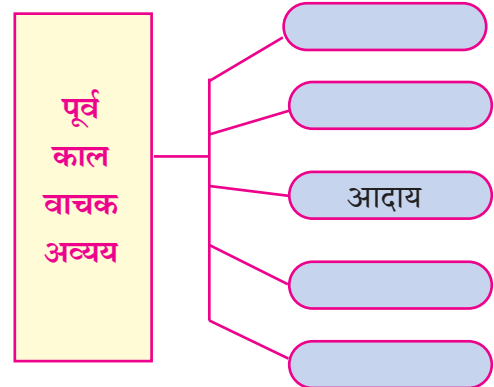 पूर्व
काल
वाचक
अव्यय
आदाय